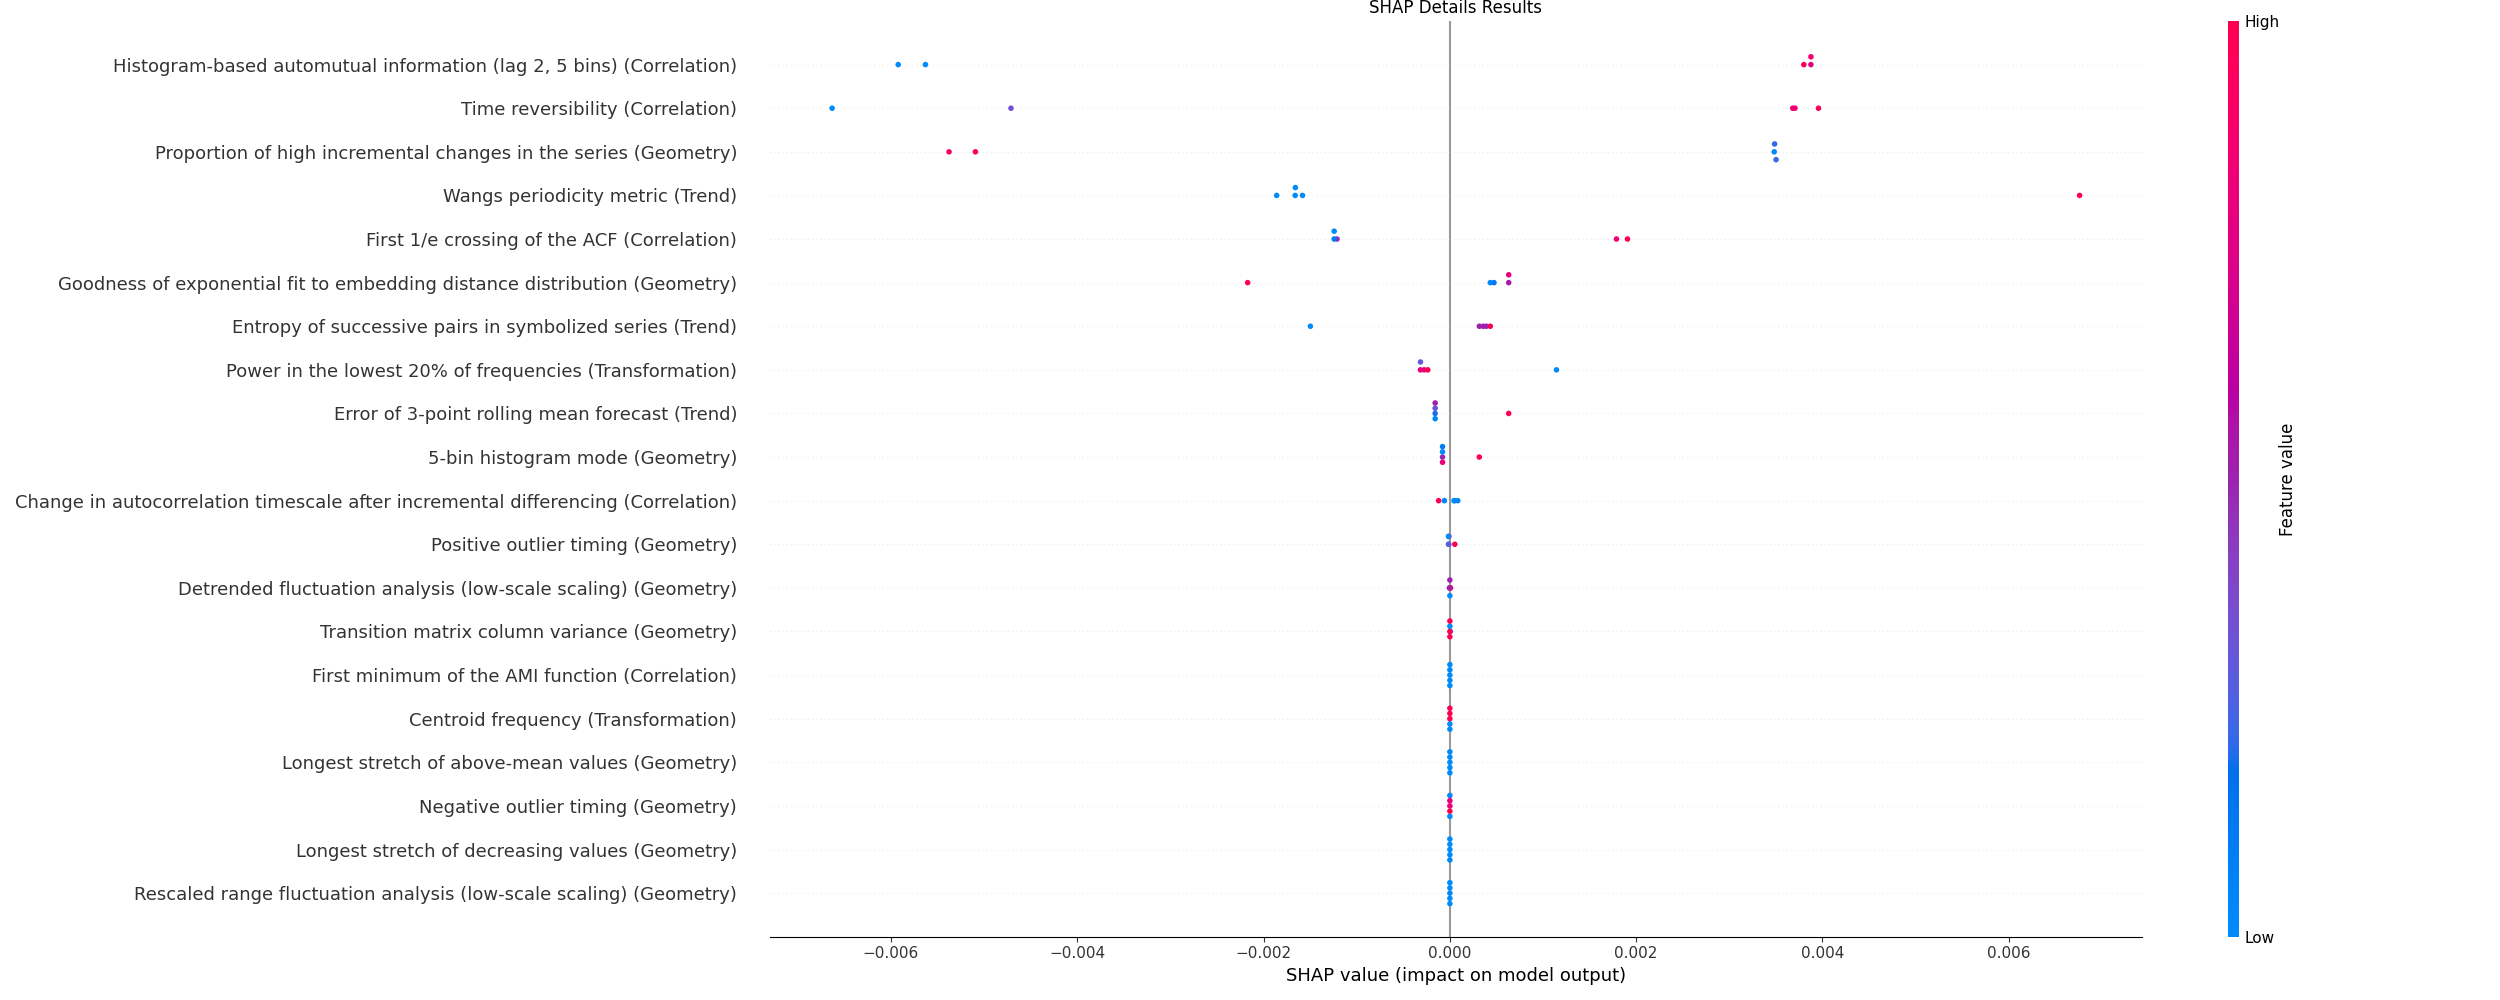 SHAP Details Results
High
Histogram-based automutual information (lag 2, 5 bins) (Correlation)
Time reversibility (Correlation)
Proportion of high incremental changes in the series (Geometry)
Wangs periodicity metric (Trend)
First 1/e crossing of the ACF (Correlation)
Goodness of exponential fit to embedding distance distribution (Geometry)
Entropy of successive pairs in symbolized series (Trend)
Power in the lowest 20% of frequencies (Transformation)
Error of 3-point rolling mean forecast (Trend)
5-bin histogram mode (Geometry)
Change in autocorrelation timescale after incremental differencing (Correlation)
Positive outlier timing (Geometry)
Detrended fluctuation analysis (low-scale scaling) (Geometry)
Transition matrix column variance (Geometry)
First minimum of the AMI function (Correlation)
Centroid frequency (Transformation)
Longest stretch of above-mean values (Geometry)
Negative outlier timing (Geometry)
Longest stretch of decreasing values (Geometry)
Rescaled range fluctuation analysis (low-scale scaling) (Geometry)
Feature value
Low
−0.006 −0.004 −0.002 0.000 0.002 0.004 0.006
SHAP value (impact on model output)